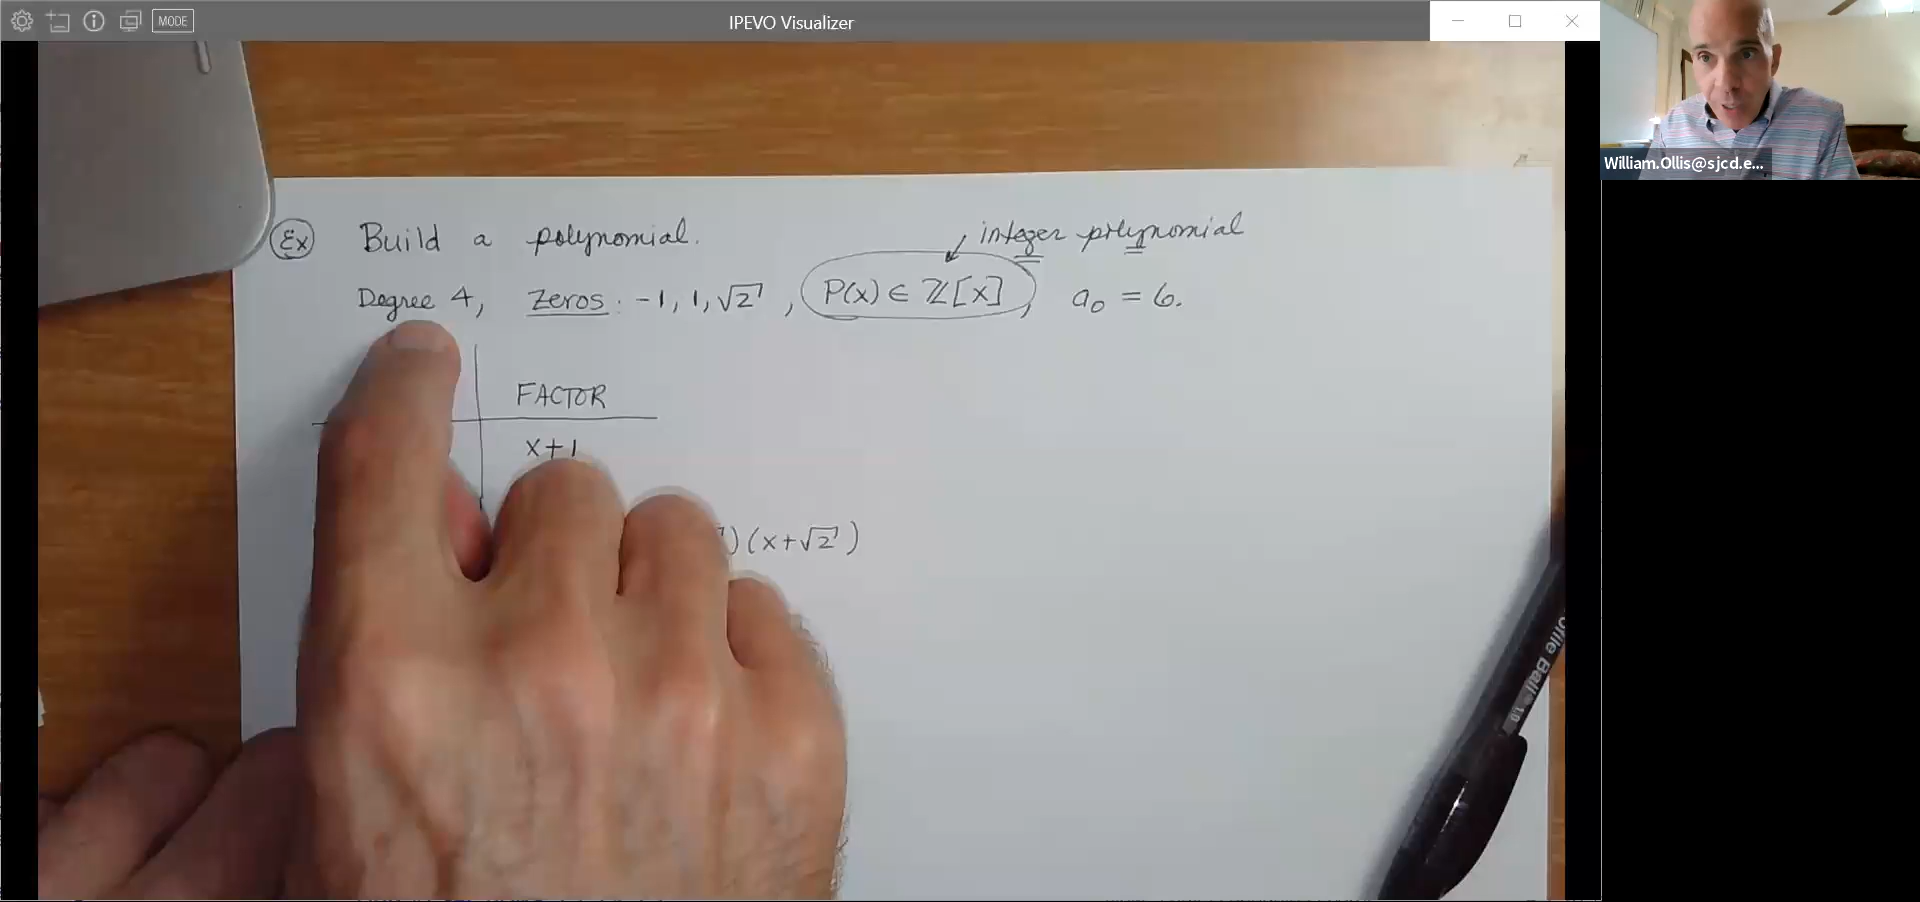 MODE
IPEVO Visualizer
William.Ollis@sjcd.e...
integer polynomial
Ex Build a polynomial.
Degree 4, Zeros: -1, 1, √2, P(x) ∈ ℤ[x], a₀ = 6.
FACTOR
x+1
)(x+√2)